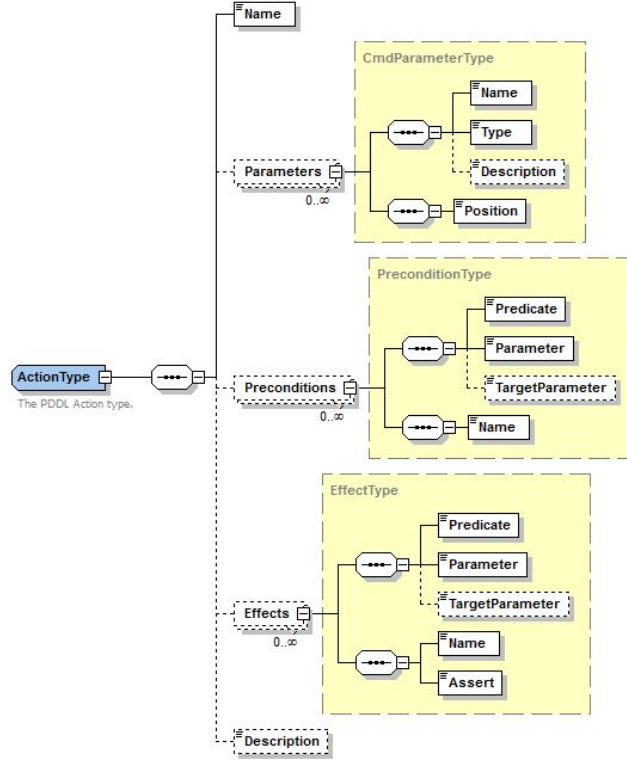 Name
CmdParameterType
Name
Type
Description
Parameters
0..∞
Position
PreconditionType
Predicate
Parameter
TargetParameter
ActionType
The PDDL Action type.
Preconditions
0..∞
Name
EffectType
Predicate
Parameter
TargetParameter
Effects
0..∞
Name
Assert
Description